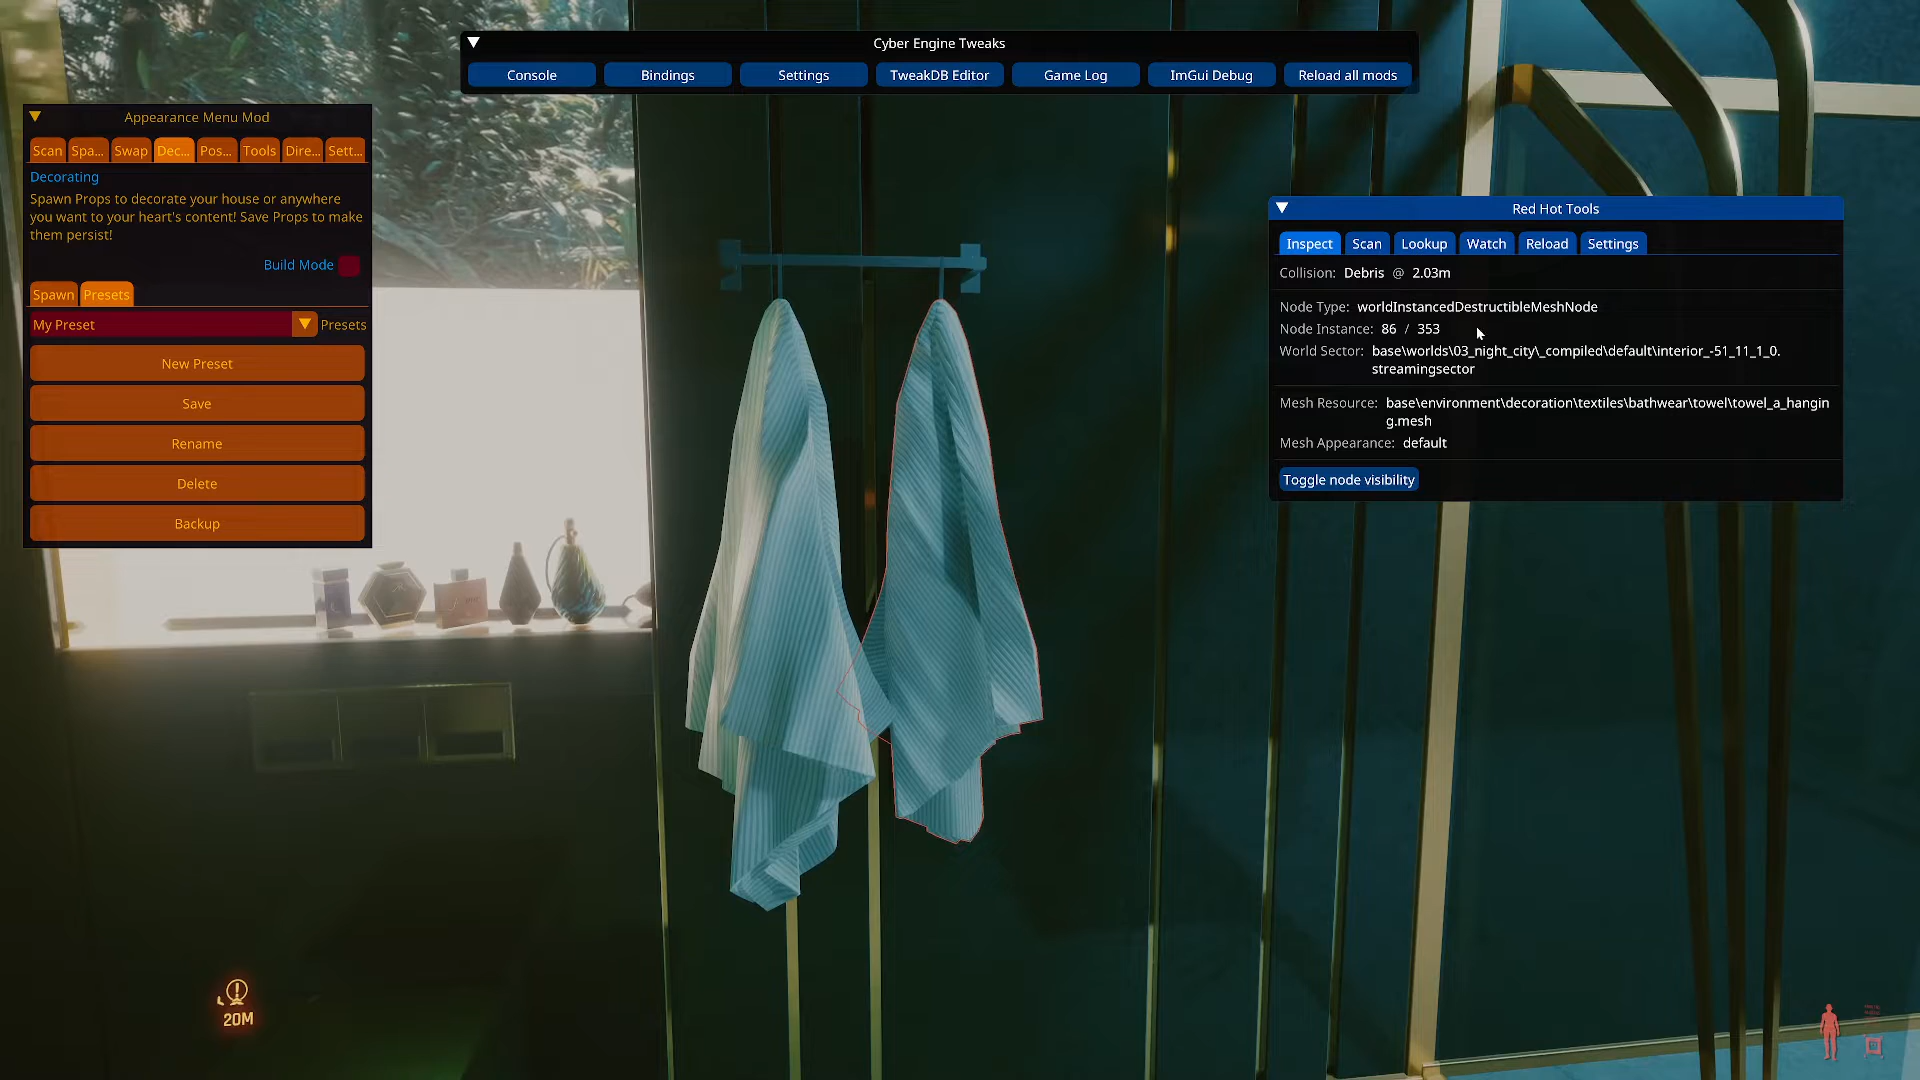 Cyber Engine Tweaks
Console
Bindings
Settings
TweakDB Editor
Game Log
ImGui Debug
Reload all mods
Appearance Menu Mod
Scan
Spa...
Swap
Dec...
Pos...
Tools
Dire...
Sett...
Decorating
Spawn Props to decorate your house or anywhere
you want to your heart's content! Save Props to make
them persist!
Build Mode
Spawn
Presets
My Preset
Presets
New Preset
Save
Rename
Delete
Backup
Red Hot Tools
Inspect
Scan
Lookup
Watch
Reload
Settings
Collision: Debris @ 2.03m
Node Type: worldInstancedDestructibleMeshNode
Node Instance: 86 / 353
World Sector: base\worlds\03_night_city\_compiled\default\interior_-51_11_1_0.
streamingsector
Mesh Resource: base\environment\decoration\textiles\bathwear\towel\towel_a_hangin
g.mesh
Mesh Appearance: default
Toggle node visibility
20M